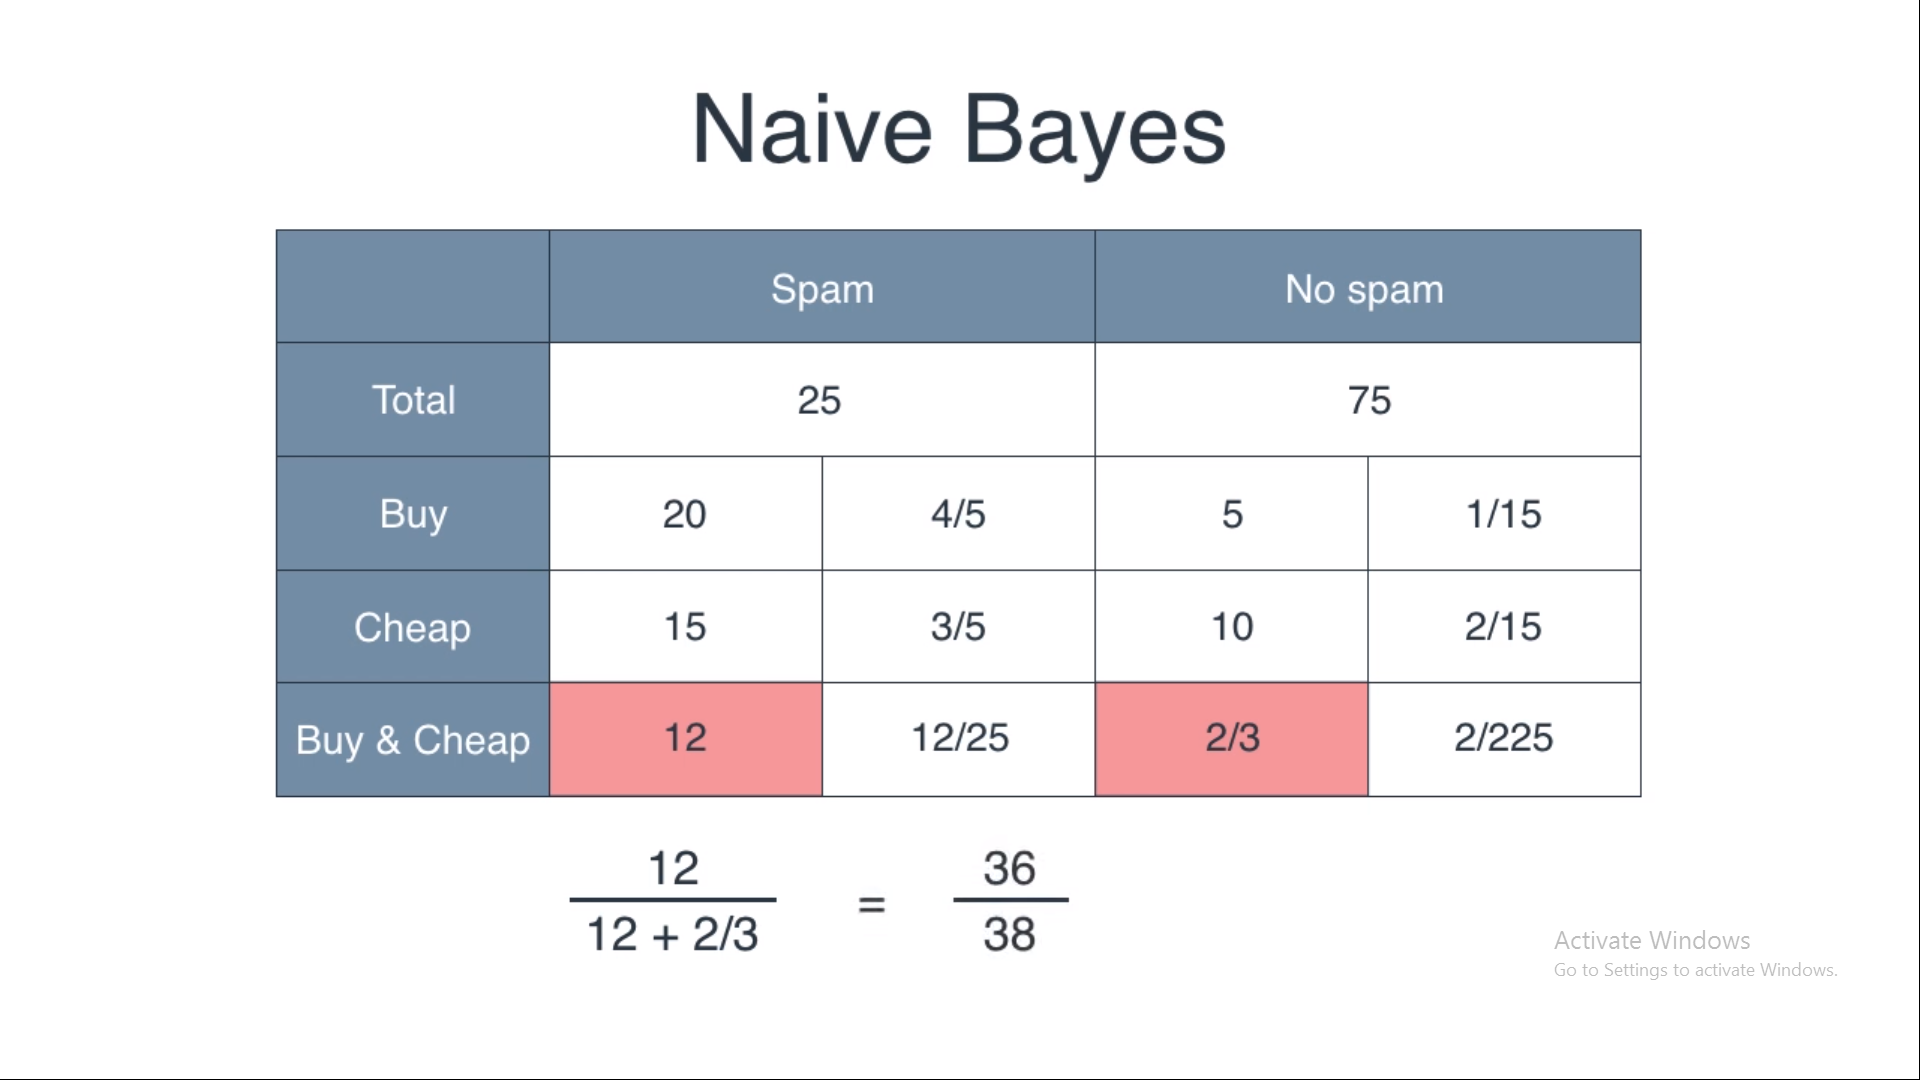 Naive Bayes
Spam No spam
Total 25 75
Buy 20 4/5 5 1/15
Cheap 15 3/5 10 2/15
Buy & Cheap 12 12/25 2/3 2/225
12
12 + 2/3
=
36
38
Activate Windows
Go to Settings to activate Windows.